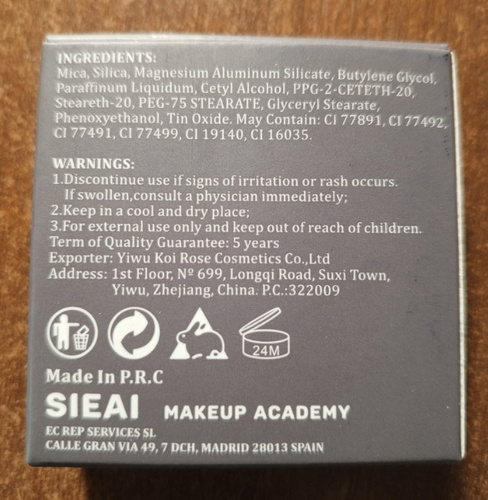 INGREDIENTS:
Mica, Silica, Magnesium Aluminum Silicate, Butylene Glycol,
Paraffinum Liquidum, Cetyl Alcohol, PPG-2-CETETH-20,
Steareth-20, PEG-75 STEARATE, Glyceryl Stearate,
Phenoxyethanol, Tin Oxide. May Contain: CI 77891, CI 77492,
CI 77491, CI 77499, CI 19140, CI 16035.
WARNINGS:
1.Discontinue use if signs of irritation or rash occurs.
If swollen,consult a physician immediately;
2.Keep in a cool and dry place;
3.For external use only and keep out of reach of children.
Term of Quality Guarantee: 5 years
Exporter: Yiwu Koi Rose Cosmetics Co.,Ltd
Address: 1st Floor, Nº 699, Longqi Road, Suxi Town,
Yiwu, Zhejiang, China. P.C.:322009
24M
Made In P.R.C
SIEAI MAKEUP ACADEMY
EC REP SERVICES SL
CALLE GRAN VIA 49, 7 DCH, MADRID 28013 SPAIN